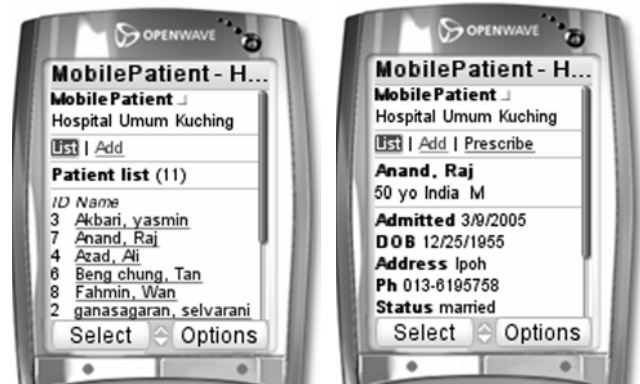 OPENWAVE
MobilePatient - H...
MobilePatient
Hospital Umum Kuching
List | Add
Patient list (11)
ID Name
3 Akbari, yasmin
7 Anand, Raj
4 Azad, Ali
6 Beng chung, Tan
8 Fahmin, Wan
2 ganasagaran, selvarani
Select Options
OPENWAVE
MobilePatient - H...
MobilePatient
Hospital Umum Kuching
List | Add | Prescribe
Anand, Raj
50 yo India M
Admitted 3/9/2005
DOB 12/25/1955
Address Ipoh
Ph 013-6195758
Status married
Select Options